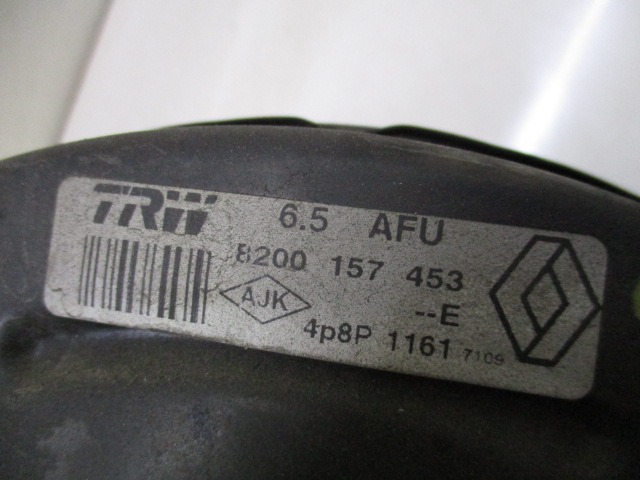 TRW 6.5 AFU
8200 157 453
AJK --E
4p8P 1161 7109